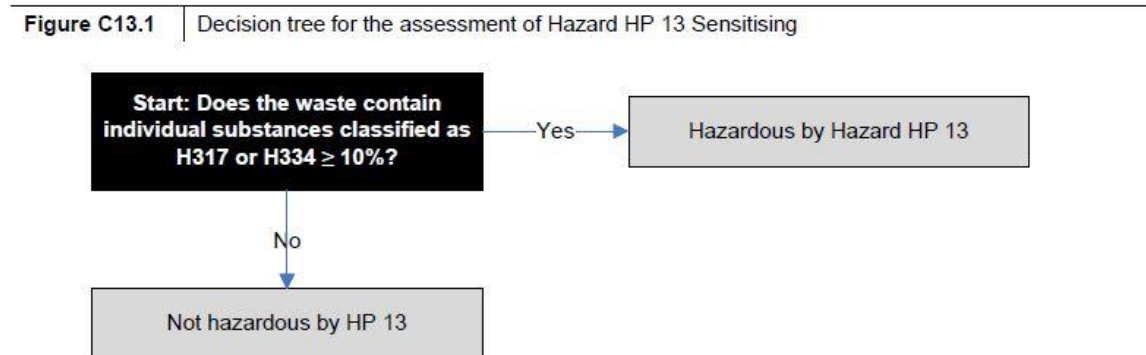 Figure C13.1 Decision tree for the assessment of Hazard HP 13 Sensitising
Start: Does the waste contain
individual substances classified as
H317 or H334 ≥ 10%?
Yes
Hazardous by Hazard HP 13
No
Not hazardous by HP 13